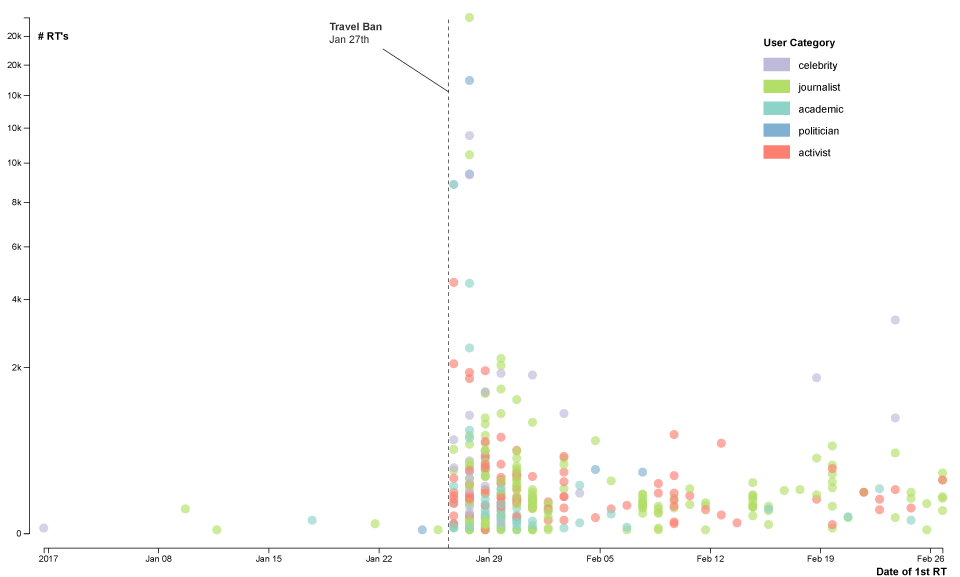 Travel Ban
Jan 27th
# RT's
20k
20k
10k
10k
10k
8k
6k
4k
2k
0
User Category
celebrity
journalist
academic
politician
activist
2017
Jan 08
Jan 15
Jan 22
Jan 29
Feb 05
Feb 12
Feb 19
Feb 26
Date of 1st RT